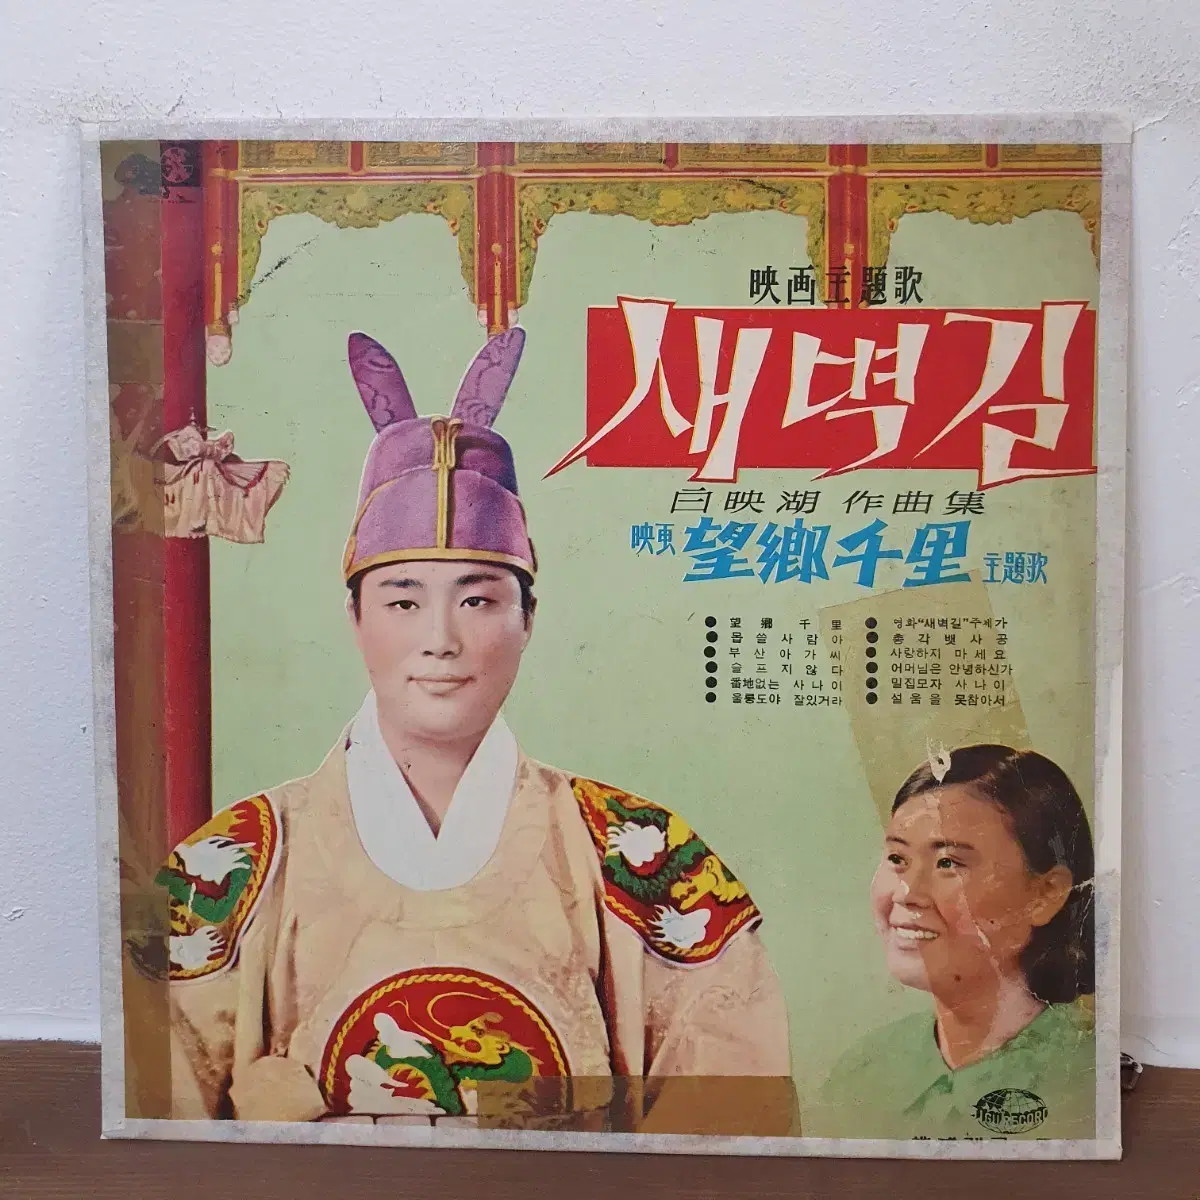 映画主題歌
새벽길
白映湖 作曲集
映画 望鄕千里 主題歌
● 望鄕千里
● 몹쓸사람아
● 부산아가씨
● 슬프지않다
● 番地없는 사나이
● 울릉도야 잘있거라
● 영화"새벽길"주제가
● 총각뱃사공
● 사랑하지 마세요
● 어머님은 안녕하신가
● 밀집모자 사나이
● 설움을 못참아서
RECORD